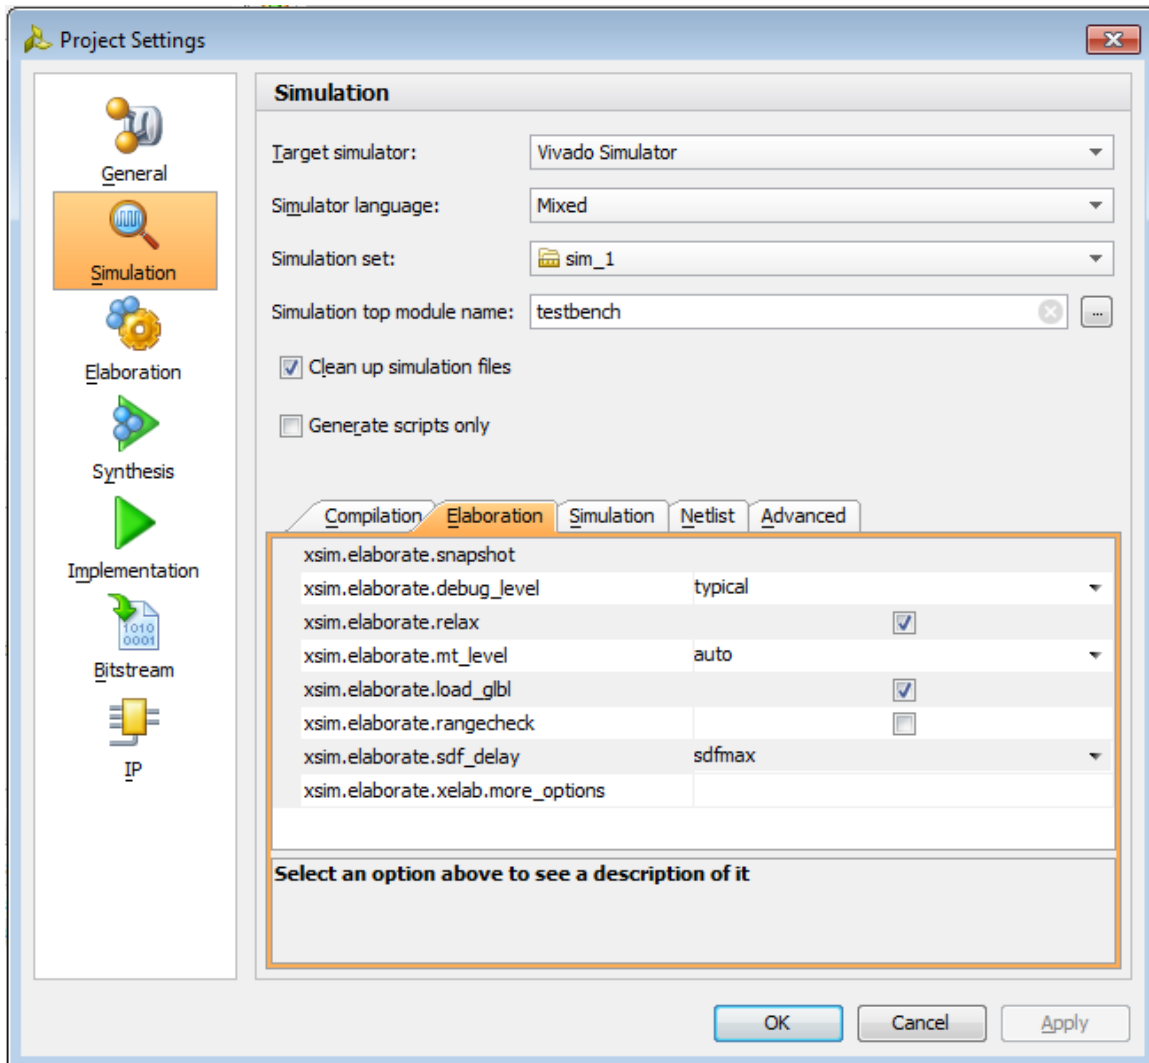 Project Settings
General
Simulation
Elaboration
Synthesis
Implementation
1010
0001
Bitstream
IP
Simulation
Target simulator: Vivado Simulator
Simulator language: Mixed
Simulation set: sim_1
Simulation top module name: testbench ...
Clean up simulation files
Generate scripts only
Compilation Elaboration Simulation Netlist Advanced
xsim.elaborate.snapshot
xsim.elaborate.debug_level typical
xsim.elaborate.relax
xsim.elaborate.mt_level auto
xsim.elaborate.load_glbl
xsim.elaborate.rangecheck
xsim.elaborate.sdf_delay sdfmax
xsim.elaborate.xelab.more_options
Select an option above to see a description of it
OK Cancel Apply